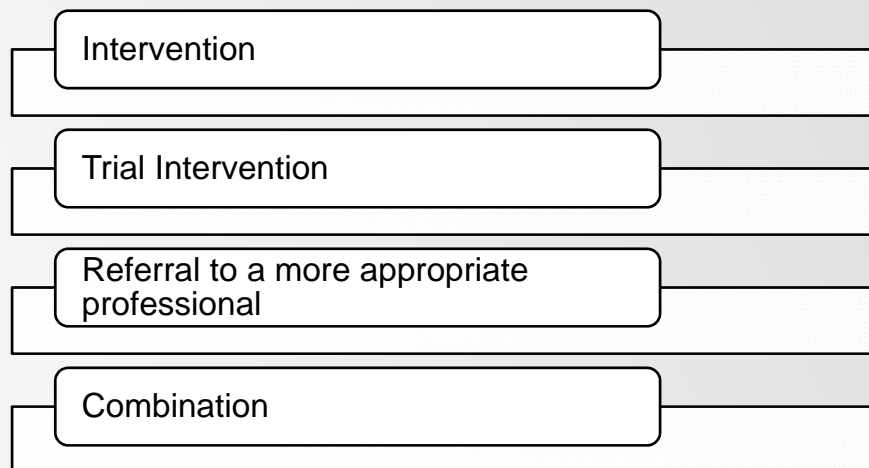 Intervention
Trial Intervention
Referral to a more appropriate
professional
Combination